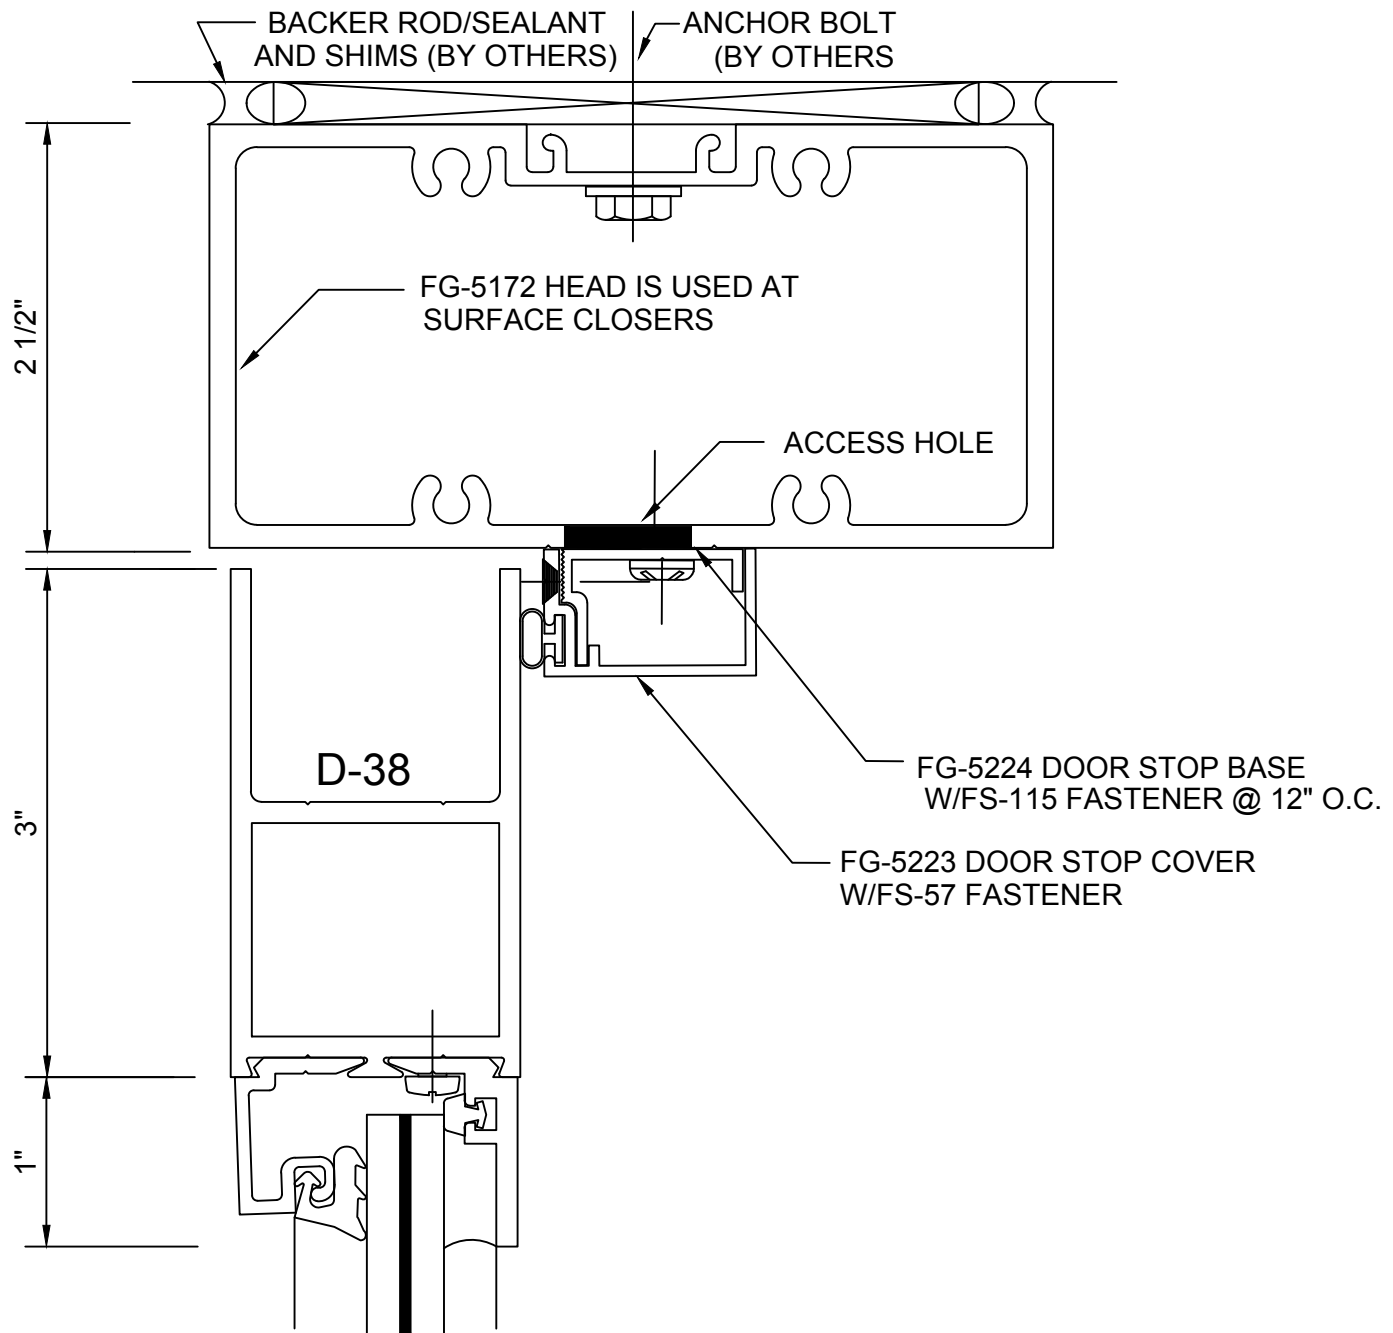 BACKER ROD/SEALANT
AND SHIMS (BY OTHERS)
ANCHOR BOLT
(BY OTHERS
2 1/2"
FG-5172 HEAD IS USED AT
SURFACE CLOSERS
ACCESS HOLE
D-38
3"
FG-5224 DOOR STOP BASE
W/FS-115 FASTENER @ 12" O.C.
FG-5223 DOOR STOP COVER
W/FS-57 FASTENER
1"